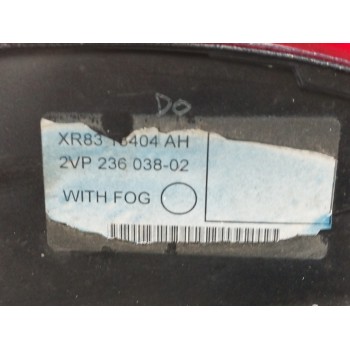 DO
XR83 13404 AH
2VP 236 038-02
WITH FOG